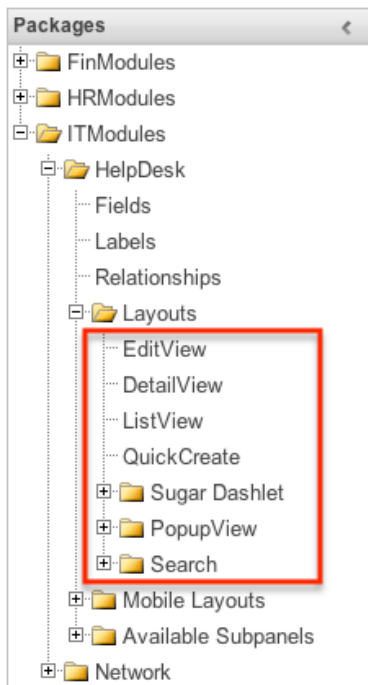 Packages
FinModules
HRModules
ITModules
HelpDesk
Fields
Labels
Relationships
Layouts
EditView
DetailView
ListView
QuickCreate
Sugar Dashlet
PopupView
Search
Mobile Layouts
Available Subpanels
Network